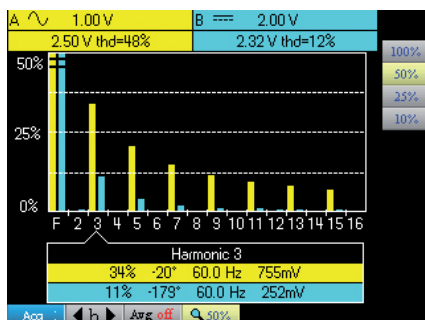 A 1.00 V B 2.00 V
2.50 V thd=48% 2.32 V thd=12%
100%
50%
25%
10%
50%
25%
0%
F 2 3 4 5 6 7 8 9 10 11 12 13 14 15 16
Harmonic 3
34% -20° 60.0 Hz 755mV
11% -179° 60.0 Hz 252mV
Acq : h Avg off 50%